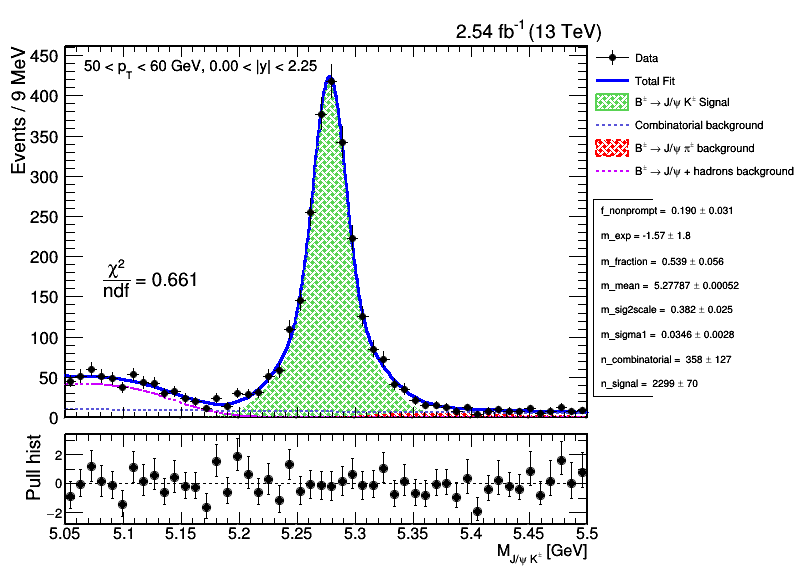 2.54 fb⁻¹ (13 TeV)
Events / 9 MeV
450
400
350
300
250
200
150
100
50
0
50 < p_T < 60 GeV, 0.00 < |y| < 2.25
χ²
ndf = 0.661
Data
Total Fit
B± → J/ψ K± Signal
Combinatorial background
B± → J/ψ π± background
B± → J/ψ + hadrons background
f_nonprompt = 0.190 ± 0.031
m_exp = -1.57 ± 1.8
m_fraction = 0.539 ± 0.056
m_mean = 5.27787 ± 0.00052
m_sig2scale = 0.382 ± 0.025
m_sigma1 = 0.0346 ± 0.0028
n_combinatorial = 358 ± 127
n_signal = 2299 ± 70
Pull hist
2
0
−2
5.05 5.1 5.15 5.2 5.25 5.3 5.35 5.4 5.45 5.5
M_J/ψ K± [GeV]